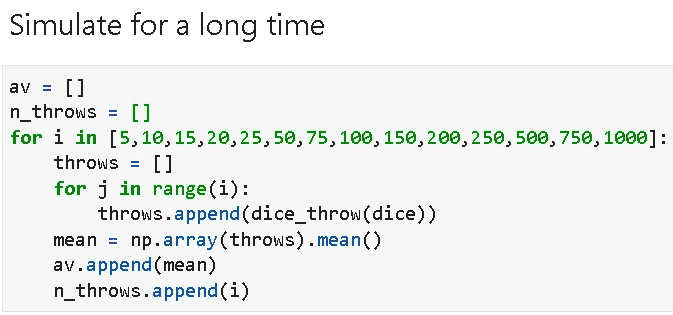 Simulate for a long time
av = []
n_throws = []
for i in [5,10,15,20,25,50,75,100,150,200,250,500,750,1000]:
    throws = []
    for j in range(i):
        throws.append(dice_throw(dice))
    mean = np.array(throws).mean()
    av.append(mean)
    n_throws.append(i)